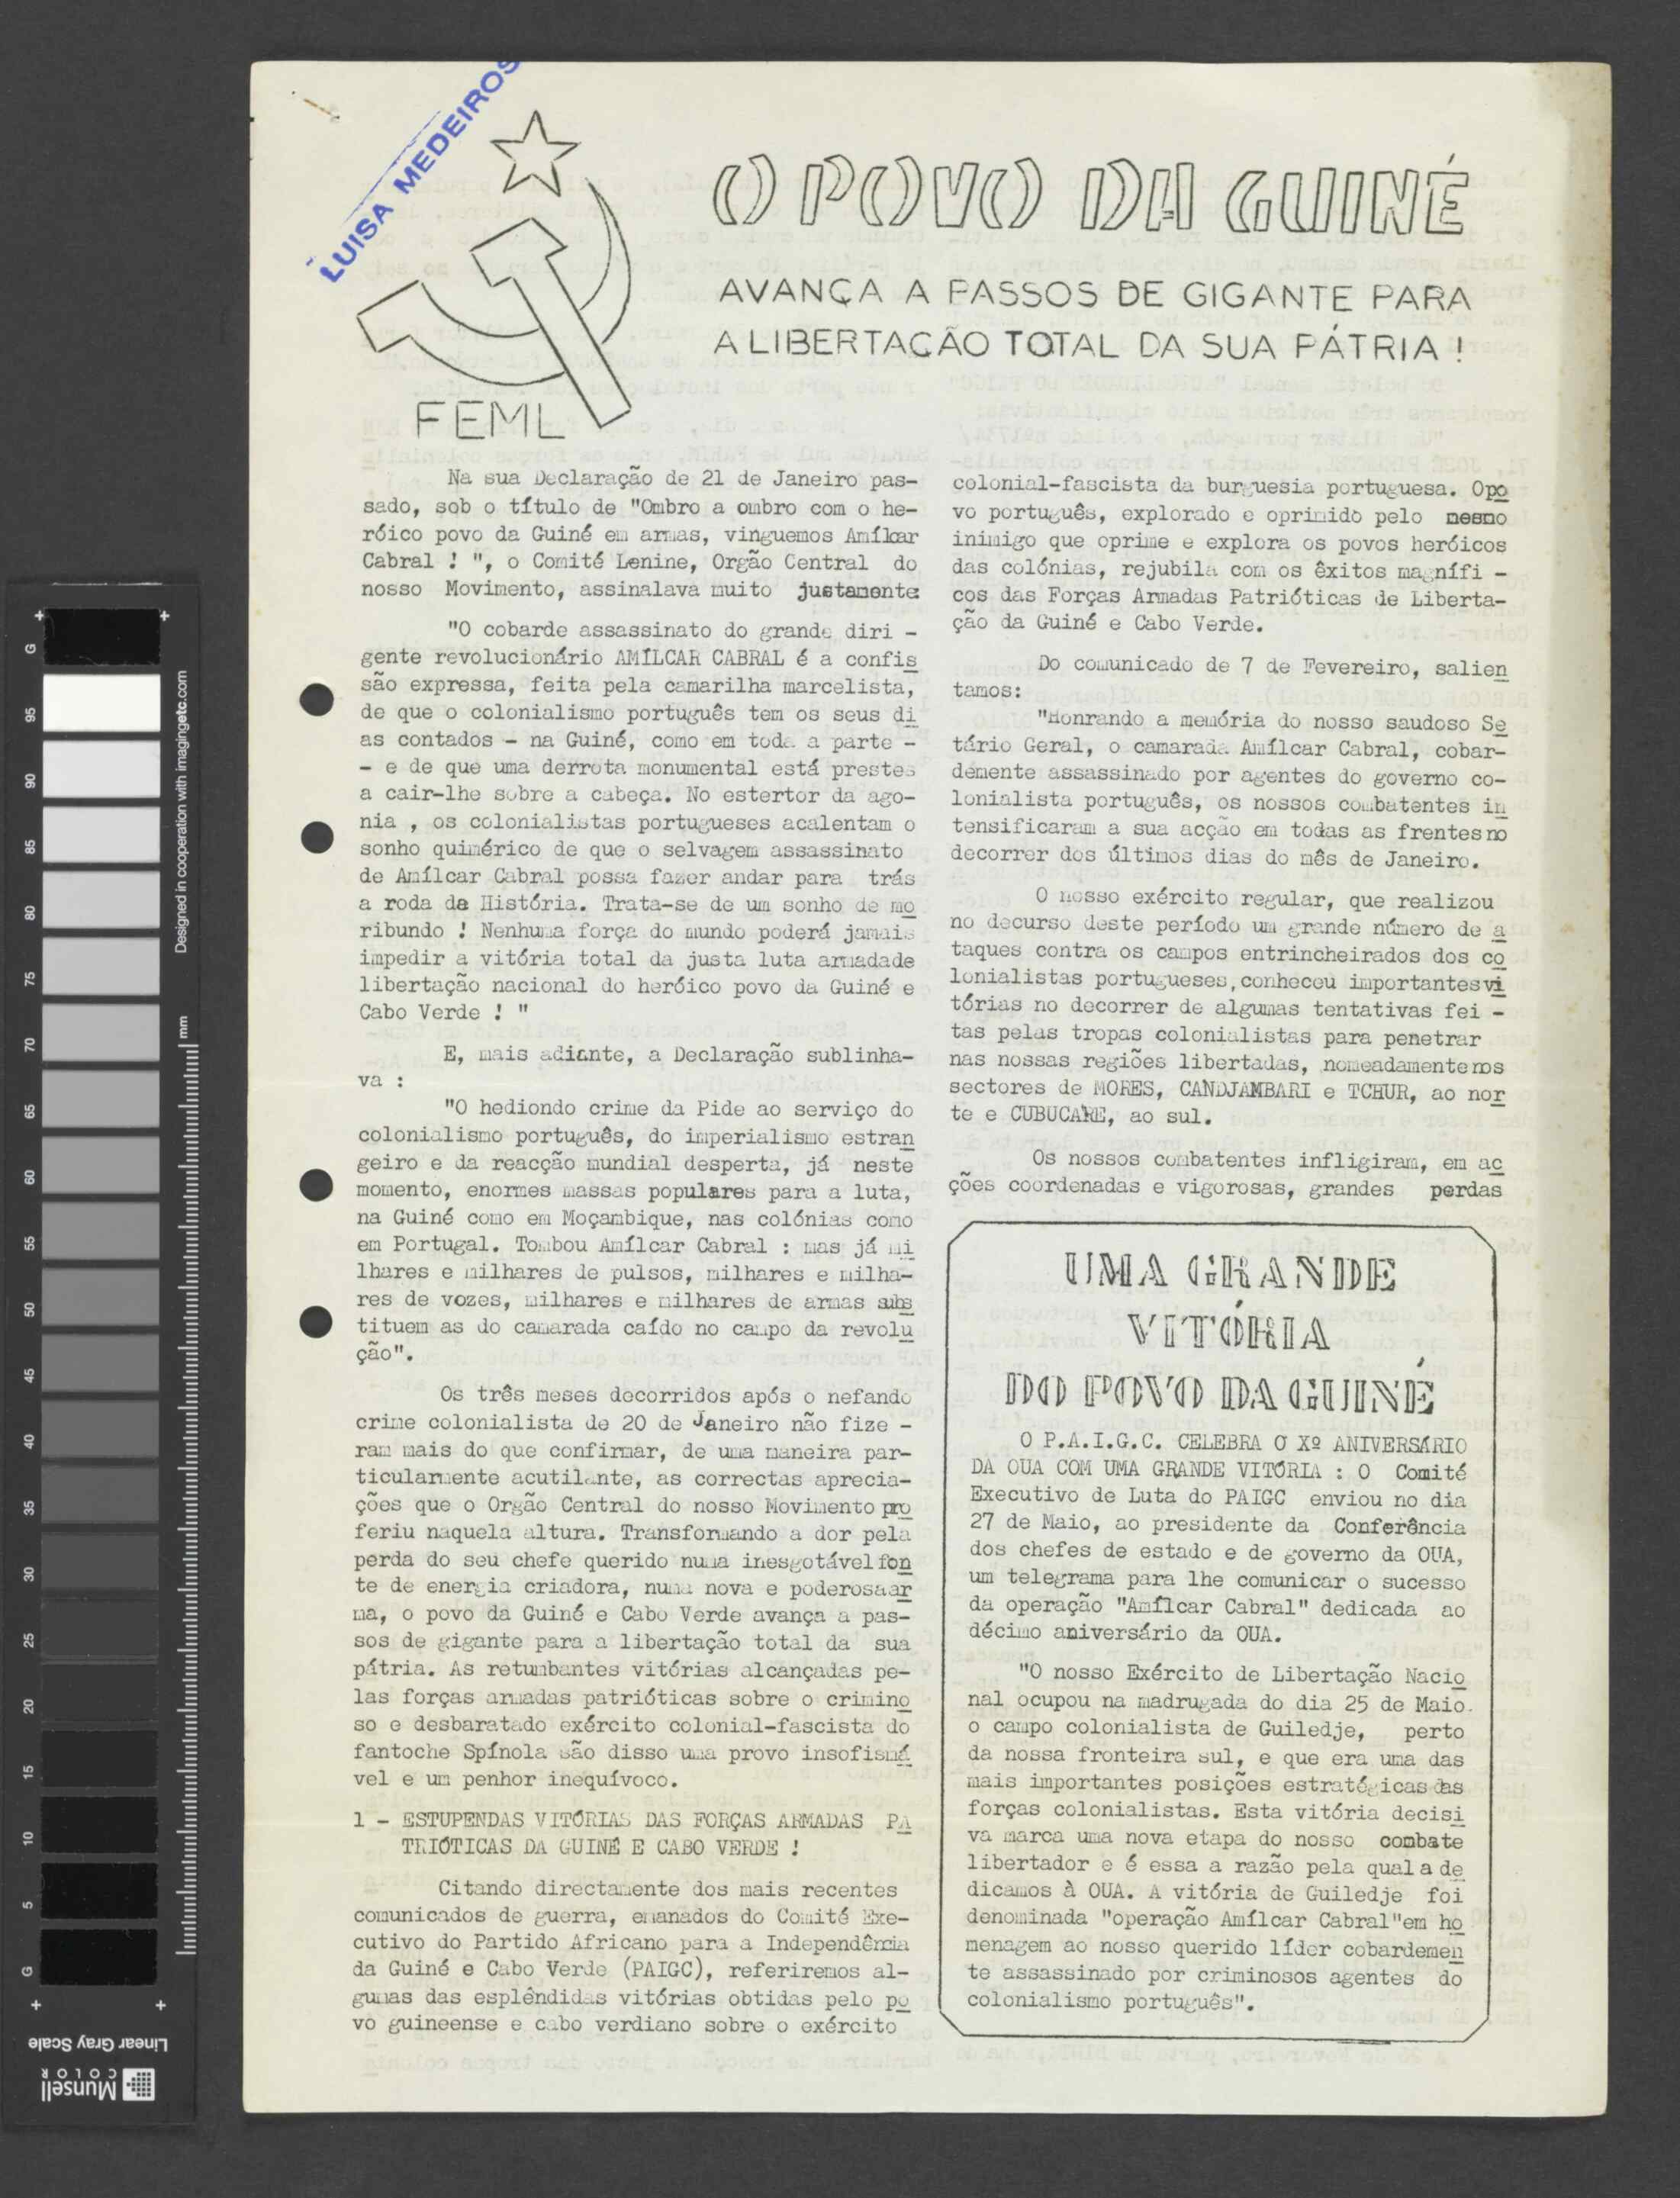 LUISA MEDEIROS
O POVO DA GUINÉ
AVANÇA A PASSOS DE GIGANTE PARA
A LIBERTAÇÃO TOTAL DA SUA PÁTRIA !
FEML
Na sua Declaração de 21 de Janeiro pas-
sado, sob o título de "Ombro a ombro com o he-
róico povo da Guiné em armas, vinguemos Amílcar
Cabral ! ", o Comité Lenine, Orgão Central do
nosso Movimento, assinalava muito justamente:
"O cobarde assassinato do grande diri -
gente revolucionário AMÍLCAR CABRAL é a confis
são expressa, feita pela camarilha marcelista,
de que o colonialismo português tem os seus di
as contados - na Guiné, como em toda a parte -
- e de que uma derrota monumental está prestes
a cair-lhe sobre a cabeça. No estertor da ago-
nia , os colonialistas portugueses acalentam o
sonho quimérico de que o selvagem assassinato
de Amílcar Cabral possa fazer andar para trás
a roda da História. Trata-se de um sonho de mo
ribundo ! Nenhuma força do mundo poderá jamais
impedir a vitória total da justa luta armadade
libertação nacional do heróico povo da Guiné e
Cabo Verde ! "
E, mais adiante, a Declaração sublinha-
va :
"O hediondo crime da Pide ao serviço do
colonialismo português, do imperialismo estran
geiro e da reacção mundial desperta, já neste
momento, enormes massas populares para a luta,
na Guiné como em Moçambique, nas colónias como
em Portugal. Tombou Amílcar Cabral : mas já mi
lhares e milhares de pulsos, milhares e milha-
res de vozes, milhares e milhares de armas subs
tituem as do camarada caído no campo da revolu
ção".
Os três meses decorridos após o nefando
crime colonialista de 20 de Janeiro não fize -
ram mais do que confirmar, de uma maneira par-
ticularmente acutilante, as correctas aprecia-
ções que o Orgão Central do nosso Movimento pro
feriu naquela altura. Transformando a dor pela
perda do seu chefe querido numa inesgotável fon
te de energia criadora, numa nova e poderosa ar
ma, o povo da Guiné e Cabo Verde avança a pas-
sos de gigante para a libertação total da sua
pátria. As retumbantes vitórias alcançadas pe-
las forças armadas patrióticas sobre o crimino
so e desbaratado exército colonial-fascista do
fantoche Spínola são disso uma provo insofismá
vel e um penhor inequívoco.
1 - ESTUPENDAS VITÓRIAS DAS FORÇAS ARMADAS PA
TRIÓTICAS DA GUINÉ E CABO VERDE !
Citando directamente dos mais recentes
comunicados de guerra, emanados do Comité Exe-
cutivo do Partido Africano para a Independência
da Guiné e Cabo Verde (PAIGC), referiremos al-
gumas das esplêndidas vitórias obtidas pelo po
vo guineense e cabo verdiano sobre o exército
colonial-fascista da burguesia portuguesa. Opo
vo português, explorado e oprimido pelo mesmo
inimigo que oprime e explora os povos heróicos
das colónias, rejubila com os êxitos magnífi -
cos das Forças Armadas Patrióticas de Liberta-
ção da Guiné e Cabo Verde.
Do comunicado de 7 de Fevereiro, salien
tamos:
"Honrando a memória do nosso saudoso Se
tário Geral, o camarada Amílcar Cabral, cobar-
demente assassinado por agentes do governo co-
lonialista português, os nossos combatentes in
tensificaram a sua acção em todas as frentes no
decorrer dos últimos dias do mês de Janeiro.
O nosso exército regular, que realizou
no decurso deste período um grande número de a
taques contra os campos entrincheirados dos co
lonialistas portugueses, conheceu importantes vi
tórias no decorrer de algumas tentativas fei -
tas pelas tropas colonialistas para penetrar
nas nossas regiões libertadas, nomeadamente nos
sectores de MORES, CANDJAMBARI e TCHUR, ao nor
te e CUBUCARE, ao sul.
Os nossos combatentes infligiram, em ac
ções coordenadas e vigorosas, grandes perdas
UMA GRANDE
VITÓRIA
DO POVO DA GUINÉ
O P.A.I.G.C. CELEBRA O Xº ANIVERSÁRIO
DA OUA COM UMA GRANDE VITÓRIA : O Comité
Executivo de Luta do PAIGC enviou no dia
27 de Maio, ao presidente da Conferência
dos chefes de estado e de governo da OUA,
um telegrama para lhe comunicar o sucesso
da operação "Amílcar Cabral" dedicada ao
décimo aniversário da OUA.
"O nosso Exército de Libertação Nacio
nal ocupou na madrugada do dia 25 de Maio.
o campo colonialista de Guiledje, perto
da nossa fronteira sul, e que era uma das
mais importantes posições estratégicas das
forças colonialistas. Esta vitória decisi
va marca uma nova etapa do nosso combate
libertador e é essa a razão pela qual a de
dicamos à OUA. A vitória de Guiledje foi
denominada "operação Amílcar Cabral"em ho
menagem ao nosso querido líder cobardemen
te assassinado por criminosos agentes do
colonialismo português".
Designed in cooperation with imagingetc.com
mm
G 95 90 85 80 75 70 65 60 55 50 45 40 35 30 25 20 15 10 5 G
Linear Gray Scale
Munsell
COLOR